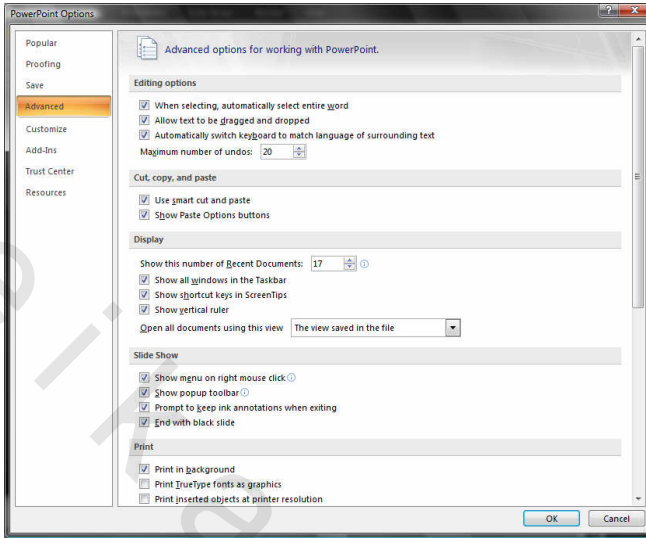 PowerPoint Options
Popular
Proofing
Save
Advanced
Customize
Add-Ins
Trust Center
Resources
Advanced options for working with PowerPoint.
Editing options
When selecting, automatically select entire word
Allow text to be dragged and dropped
Automatically switch keyboard to match language of surrounding text
Maximum number of undos: 20
Cut, copy, and paste
Use smart cut and paste
Show Paste Options buttons
Display
Show this number of Recent Documents: 17
Show all windows in the Taskbar
Show shortcut keys in ScreenTips
Show vertical ruler
Open all documents using this view The view saved in the file
Slide Show
Show menu on right mouse click
Show popup toolbar
Prompt to keep ink annotations when exiting
End with black slide
Print
Print in background
Print TrueType fonts as graphics
Print inserted objects at printer resolution
OK Cancel